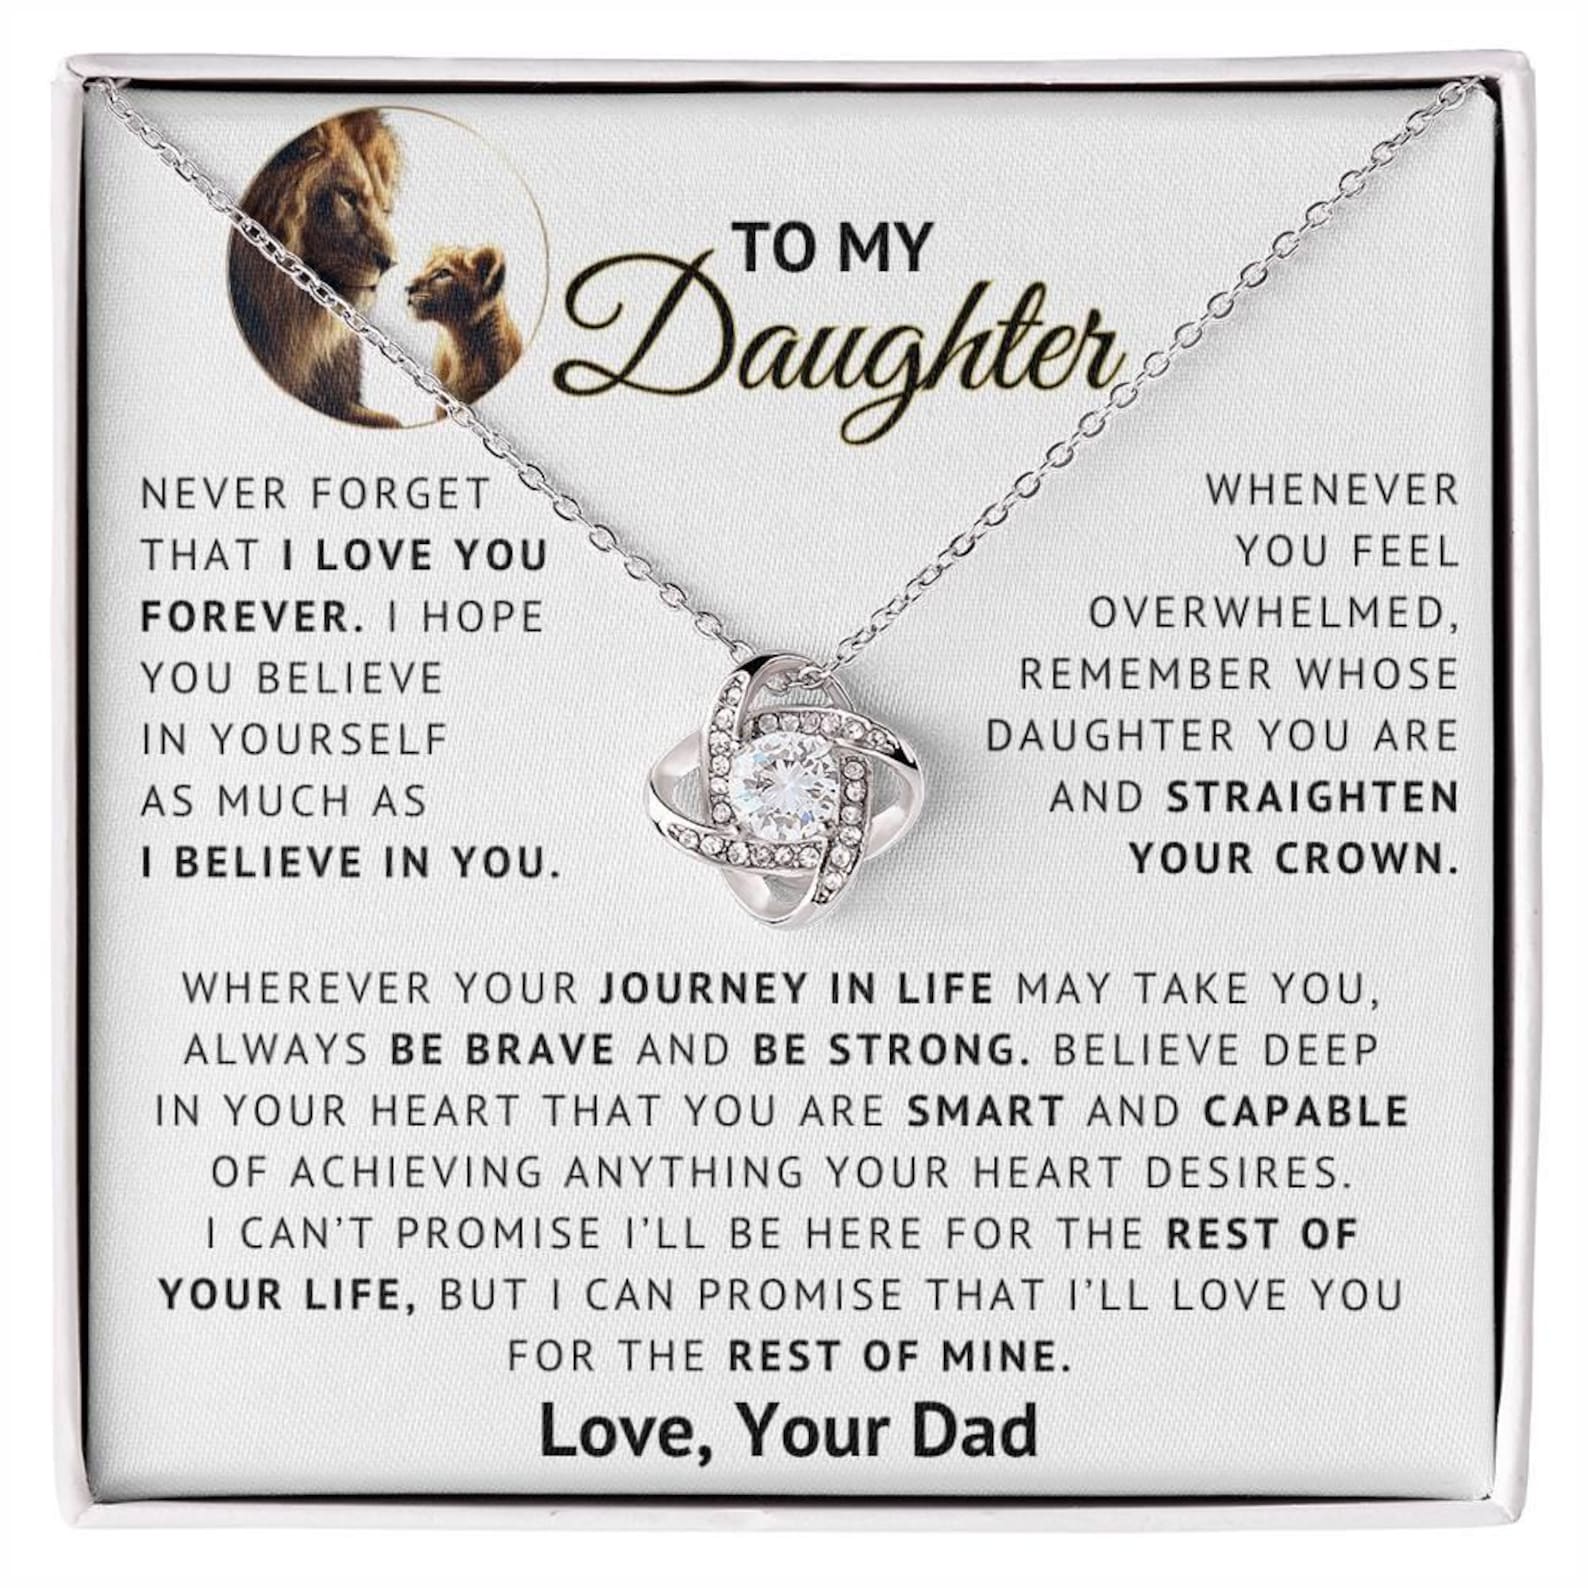 TO MY
Daughter
NEVER FORGET
THAT I LOVE YOU
FOREVER. I HOPE
YOU BELIEVE
IN YOURSELF
AS MUCH AS
I BELIEVE IN YOU.
WHENEVER
YOU FEEL
OVERWHELMED,
REMEMBER WHOSE
DAUGHTER YOU ARE
AND STRAIGHTEN
YOUR CROWN.
WHEREVER YOUR JOURNEY IN LIFE MAY TAKE YOU,
ALWAYS BE BRAVE AND BE STRONG. BELIEVE DEEP
IN YOUR HEART THAT YOU ARE SMART AND CAPABLE
OF ACHIEVING ANYTHING YOUR HEART DESIRES.
I CAN'T PROMISE I'LL BE HERE FOR THE REST OF
YOUR LIFE, BUT I CAN PROMISE THAT I'LL LOVE YOU
FOR THE REST OF MINE.
Love, Your Dad